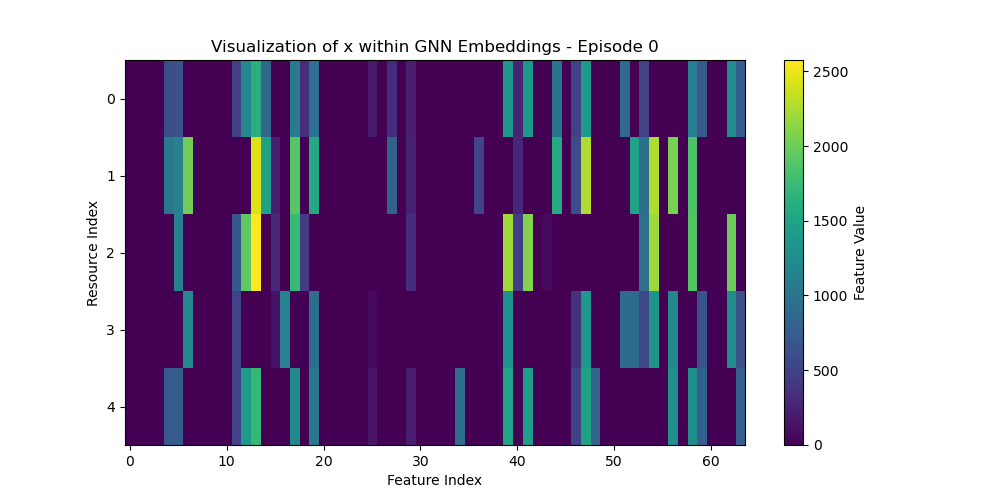 Visualization of x within GNN Embeddings - Episode 0
Resource Index
0
1
2
3
4
0 10 20 30 40 50 60
Feature Index
2500
2000
1500
1000
500
0
Feature Value